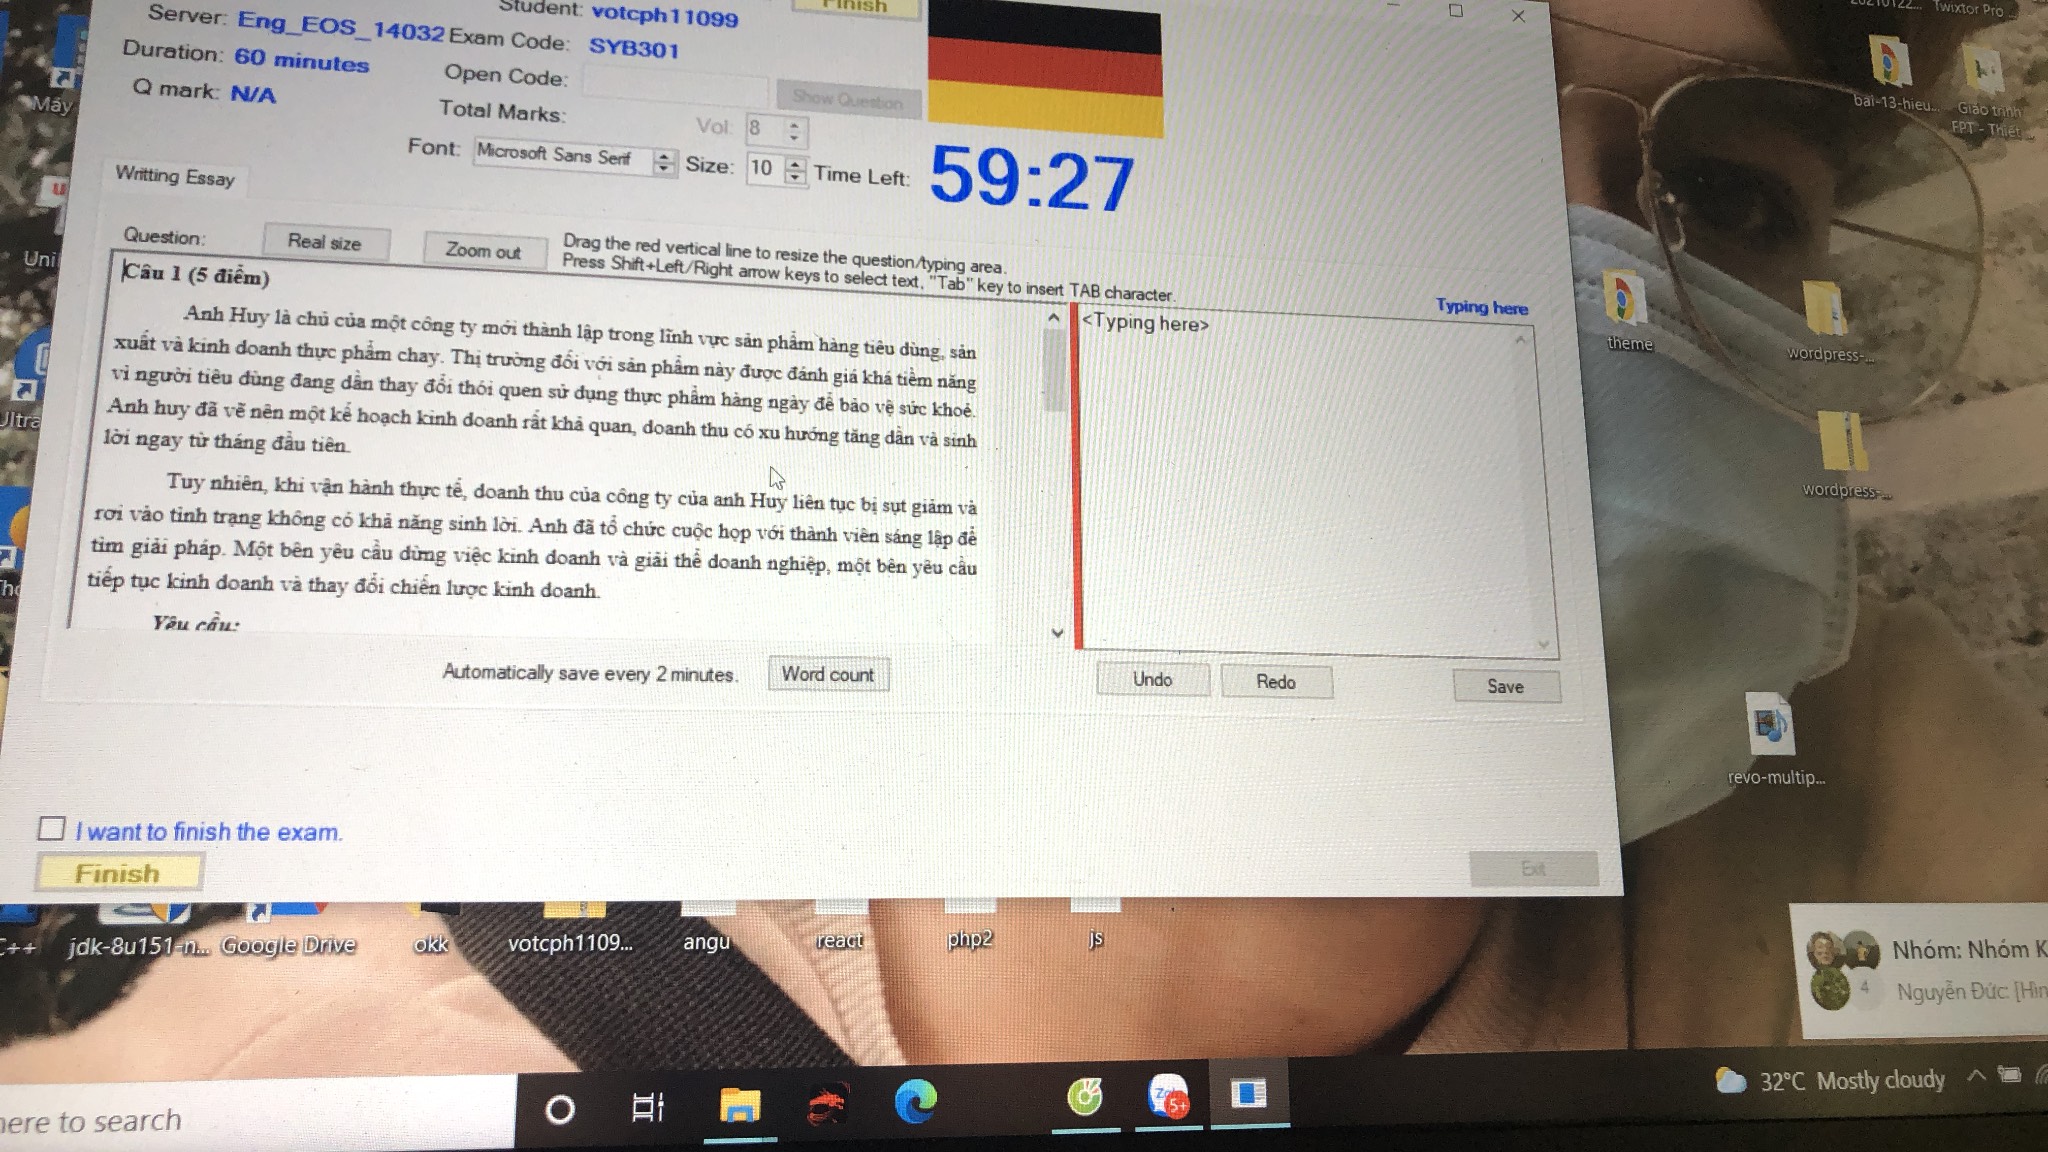 Student: votcph11099
Finish
Server: Eng_EOS_14032
Exam Code: SYB301
Duration: 60 minutes
Open Code:
Show Question
Q mark: N/A
Total Marks:
Vol: 8
Font: Microsoft Sans Serif
Size: 10
Time Left: 59:27
Writting Essay
Question:
Real size
Zoom out
Drag the red vertical line to resize the question/typing area.
Press Shift+Left/Right arrow keys to select text, "Tab" key to insert TAB character.
Typing here
Câu 1 (5 điểm)
Anh Huy là chủ của một công ty mới thành lập trong lĩnh vực sản phẩm hàng tiêu dùng, sản
xuất và kinh doanh thực phẩm chay. Thị trường đối với sản phẩm này được đánh giá khá tiềm năng
vì người tiêu dùng đang dần thay đổi thói quen sử dụng thực phẩm hàng ngày để bảo vệ sức khoẻ.
Anh huy đã vẽ nên một kế hoạch kinh doanh rất khả quan, doanh thu có xu hướng tăng dần và sinh
lời ngay từ tháng đầu tiên.
Tuy nhiên, khi vận hành thực tế, doanh thu của công ty của anh Huy liên tục bị sụt giảm và
rơi vào tình trạng không có khả năng sinh lời. Anh đã tổ chức cuộc họp với thành viên sáng lập để
tìm giải pháp. Một bên yêu cầu dừng việc kinh doanh và giải thể doanh nghiệp, một bên yêu cầu
tiếp tục kinh doanh và thay đổi chiến lược kinh doanh.
Yêu cầu:
<Typing here>
Automatically save every 2 minutes.
Word count
Undo
Redo
Save
I want to finish the exam.
Finish
Exit
Máy
Uni
Ultra
Twixtor Pro ...
bai-13-hieu...
Giáo trình
FPT - Thiết ...
theme
wordpress-...
wordpress-...
revo-multip...
C++
jdk-8u151-n...
Google Drive
okk
votcph1109...
angu
react
php2
js
Nhóm: Nhóm K
4
Nguyễn Đức: [Hìn
here to search
Zalo
5+
32°C Mostly cloudy